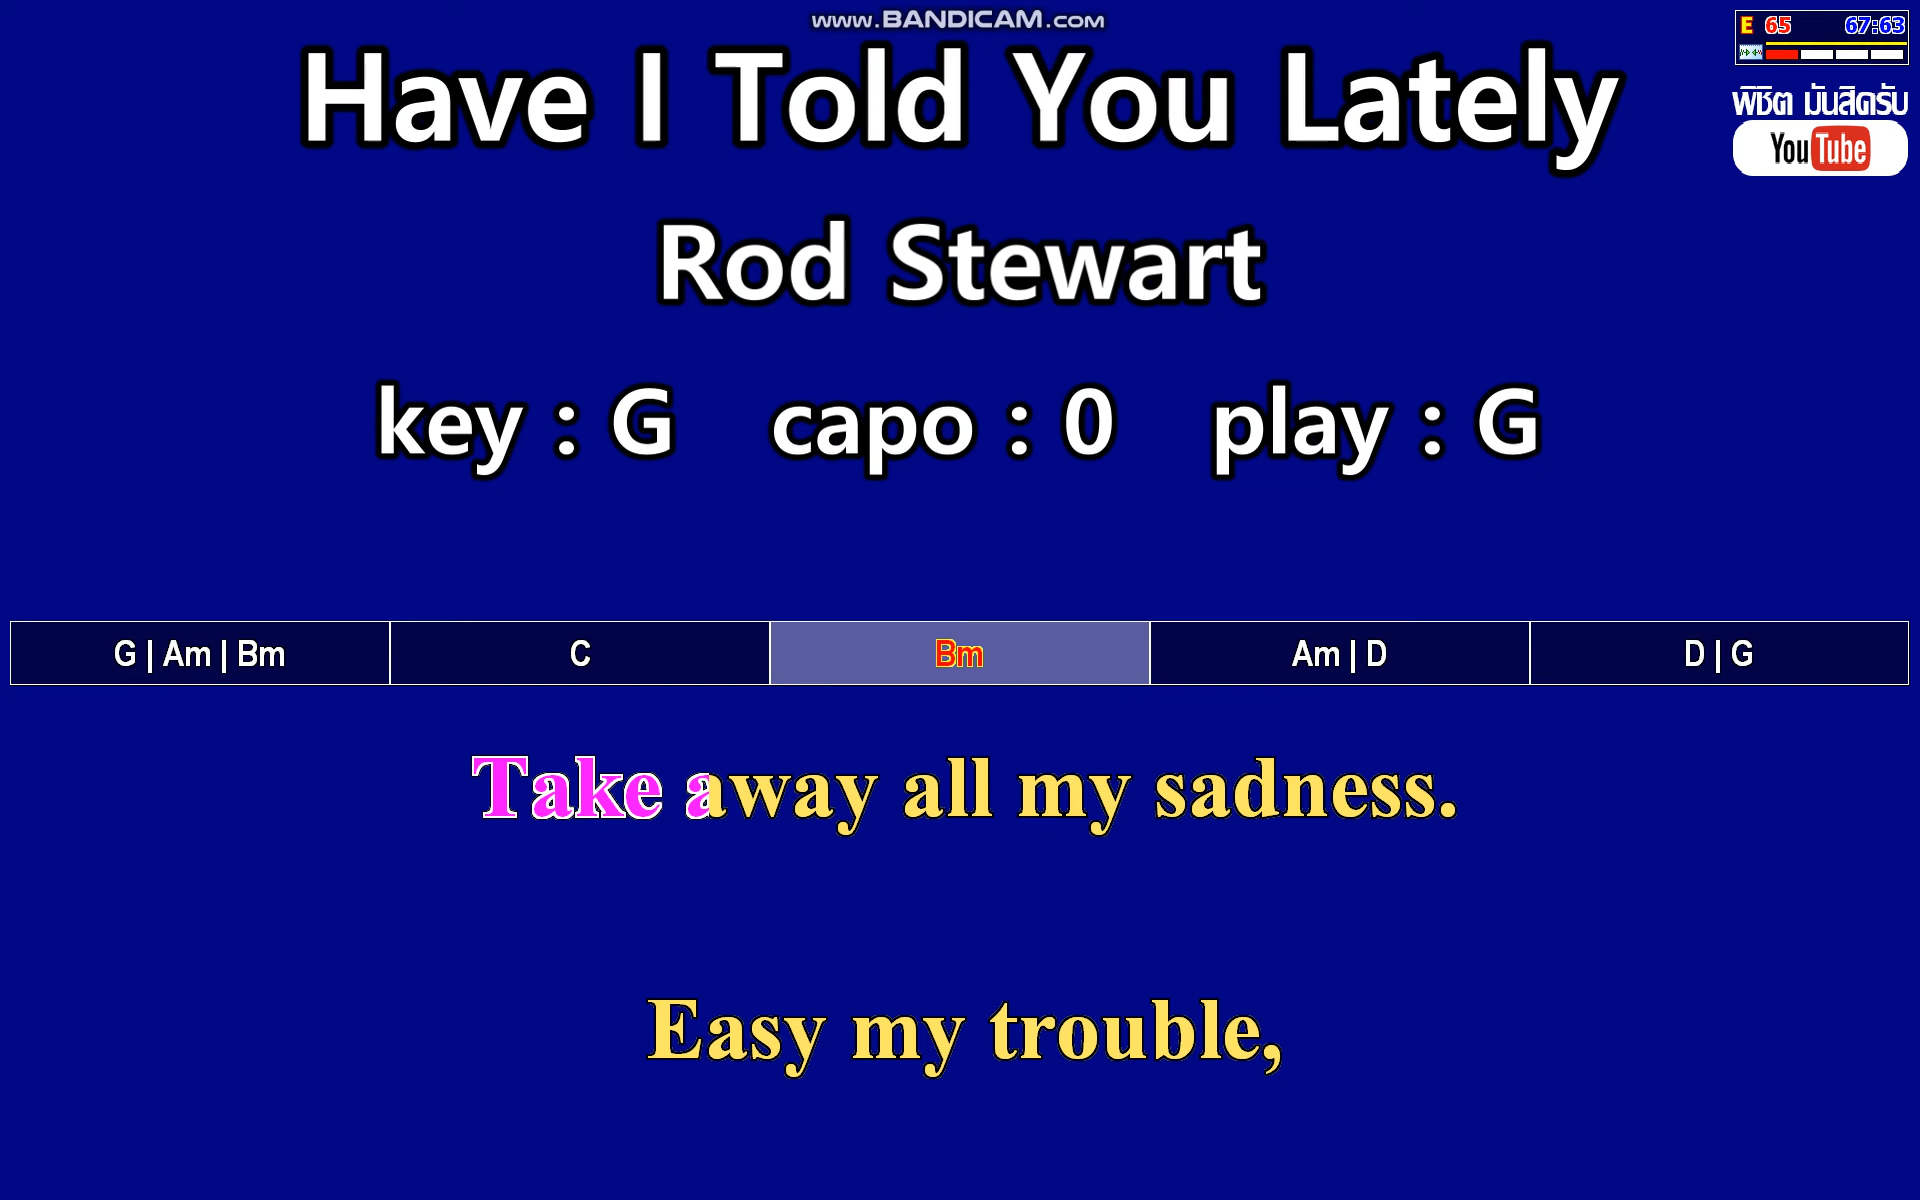 www.BANDICAM.com
E 65 67:63
Have I Told You Lately
พิชิต มันสิดรับ
YouTube
Rod Stewart
key : G capo : 0 play : G
G | Am | Bm C Bm Am | D D | G
Take away all my sadness.
Easy my trouble,